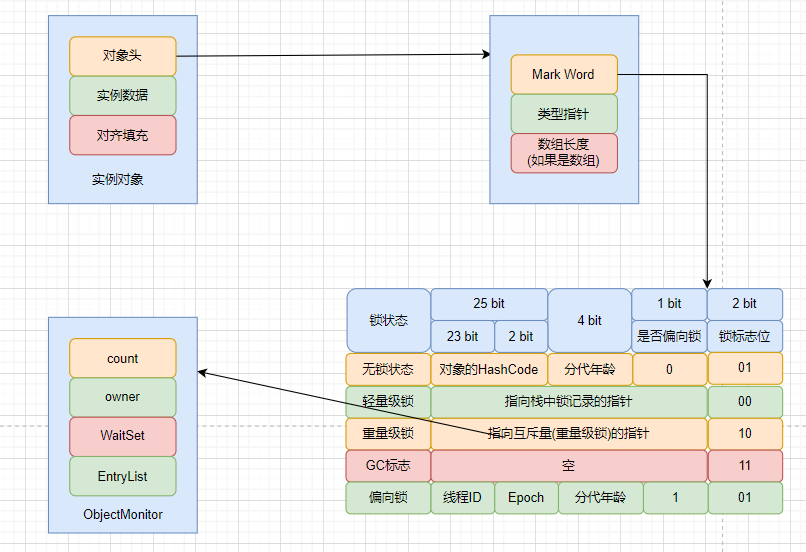 对象头
实例数据
对齐填充
实例对象
Mark Word
类型指针
数组长度
(如果是数组)
锁状态
25 bit
4 bit
1 bit
2 bit
23 bit
2 bit
是否偏向锁
锁标志位
无锁状态
对象的HashCode
分代年龄
0
01
轻量级锁
指向栈中锁记录的指针
00
重量级锁
指向互斥量(重量级锁)的指针
10
GC标志
空
11
偏向锁
线程ID
Epoch
分代年龄
1
01
count
owner
WaitSet
EntryList
ObjectMonitor